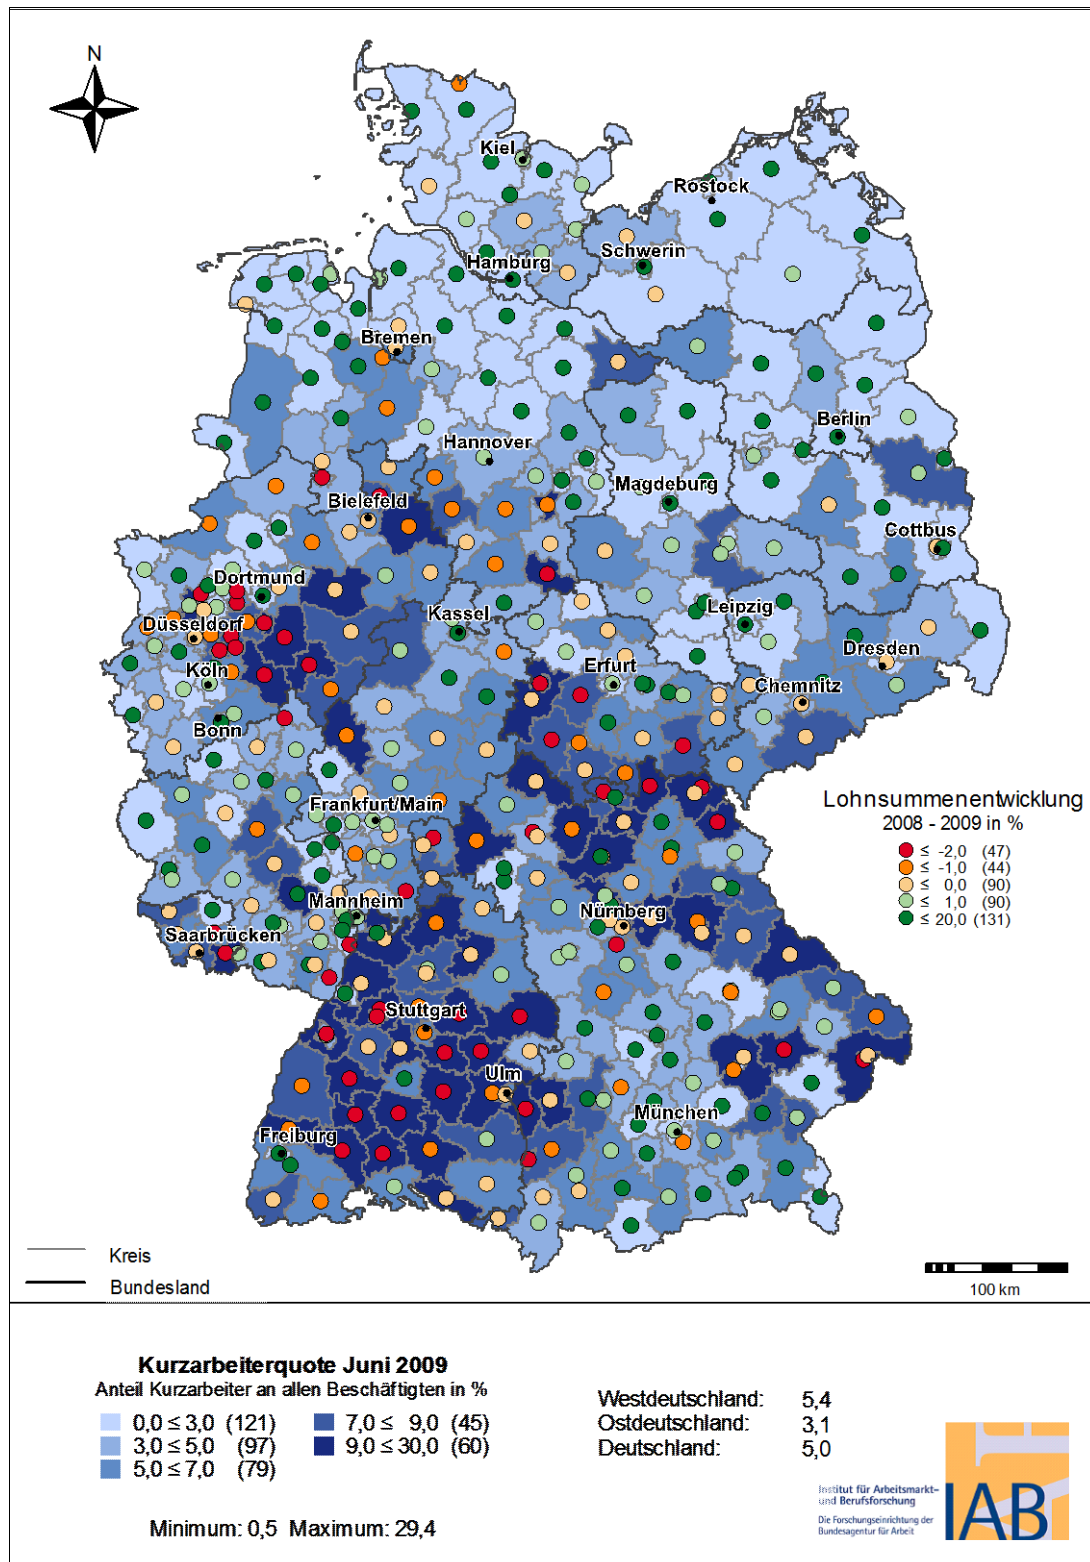 N
Kiel
Rostock
Hamburg
Schwerin
Bremen
Berlin
Hannover
Magdeburg
Bielefeld
Cottbus
Dortmund
Kassel
Leipzig
Düsseldorf
Dresden
Köln
Erfurt
Chemnitz
Bonn
Frankfurt/Main
Mannheim
Nürnberg
Saarbrücken
Stuttgart
Ulm
München
Freiburg
Lohnsummenentwicklung
2008 - 2009 in %
≤ -2,0 (47)
≤ -1,0 (44)
≤ 0,0 (90)
≤ 1,0 (90)
≤ 20,0 (131)
Kreis
Bundesland
100 km
Kurzarbeiterquote Juni 2009
Anteil Kurzarbeiter an allen Beschäftigten in %
0,0 ≤ 3,0 (121)
3,0 ≤ 5,0 (97)
5,0 ≤ 7,0 (79)
7,0 ≤ 9,0 (45)
9,0 ≤ 30,0 (60)
Minimum: 0,5 Maximum: 29,4
Westdeutschland: 5,4
Ostdeutschland: 3,1
Deutschland: 5,0
Institut für Arbeitsmarkt-
und Berufsforschung
Die Forschungseinrichtung der
Bundesagentur für Arbeit
IAB